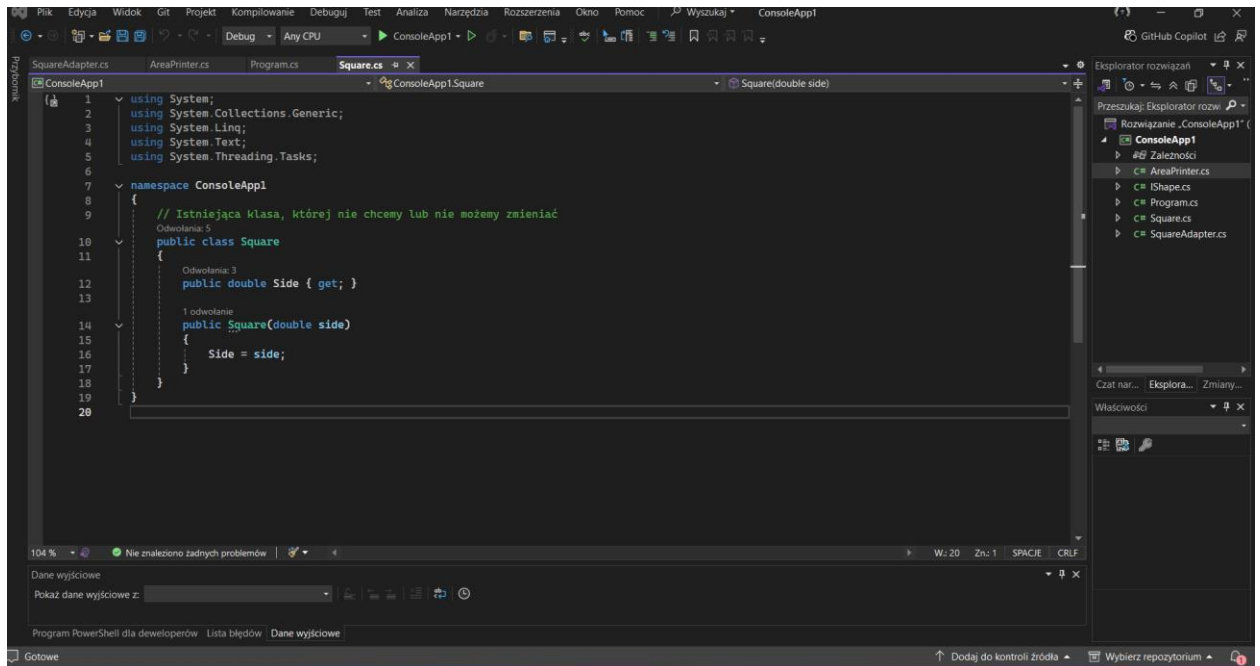 Plik Edycja Widok Git Projekt Kompilowanie Debuguj Test Analiza Narzędzia Rozszerzenia Okno Pomoc Wyszukaj ConsoleApp1
Debug Any CPU ConsoleApp1 GitHub Copilot
Przybornik
SquareAdapter.cs AreaPrinter.cs Program.cs Square.cs
ConsoleApp1 ConsoleApp1.Square Square(double side)
1 using System;
2 using System.Collections.Generic;
3 using System.Linq;
4 using System.Text;
5 using System.Threading.Tasks;
6
7 namespace ConsoleApp1
8 {
9 // Istniejąca klasa, której nie chcemy lub nie możemy zmieniać
Odwołania: 5
10 public class Square
11 {
Odwołania: 3
12 public double Side { get; }
13
1 odwołanie
14 public Square(double side)
15 {
16 Side = side;
17 }
18 }
19 }
20
104 % Nie znaleziono żadnych problemów W.: 20 Zn.: 1 SPACJE CRLF
Dane wyjściowe
Pokaż dane wyjściowe z:
Program PowerShell dla deweloperów Lista błędów Dane wyjściowe
Eksplorator rozwiązań
Przeszukaj: Eksplorator rozwi
Rozwiązanie „ConsoleApp1” (
ConsoleApp1
Zależności
C# AreaPrinter.cs
C# IShape.cs
C# Program.cs
C# Square.cs
C# SquareAdapter.cs
Czat nar... Eksplora... Zmiany...
Właściwości
Gotowe Dodaj do kontroli źródła Wybierz repozytorium